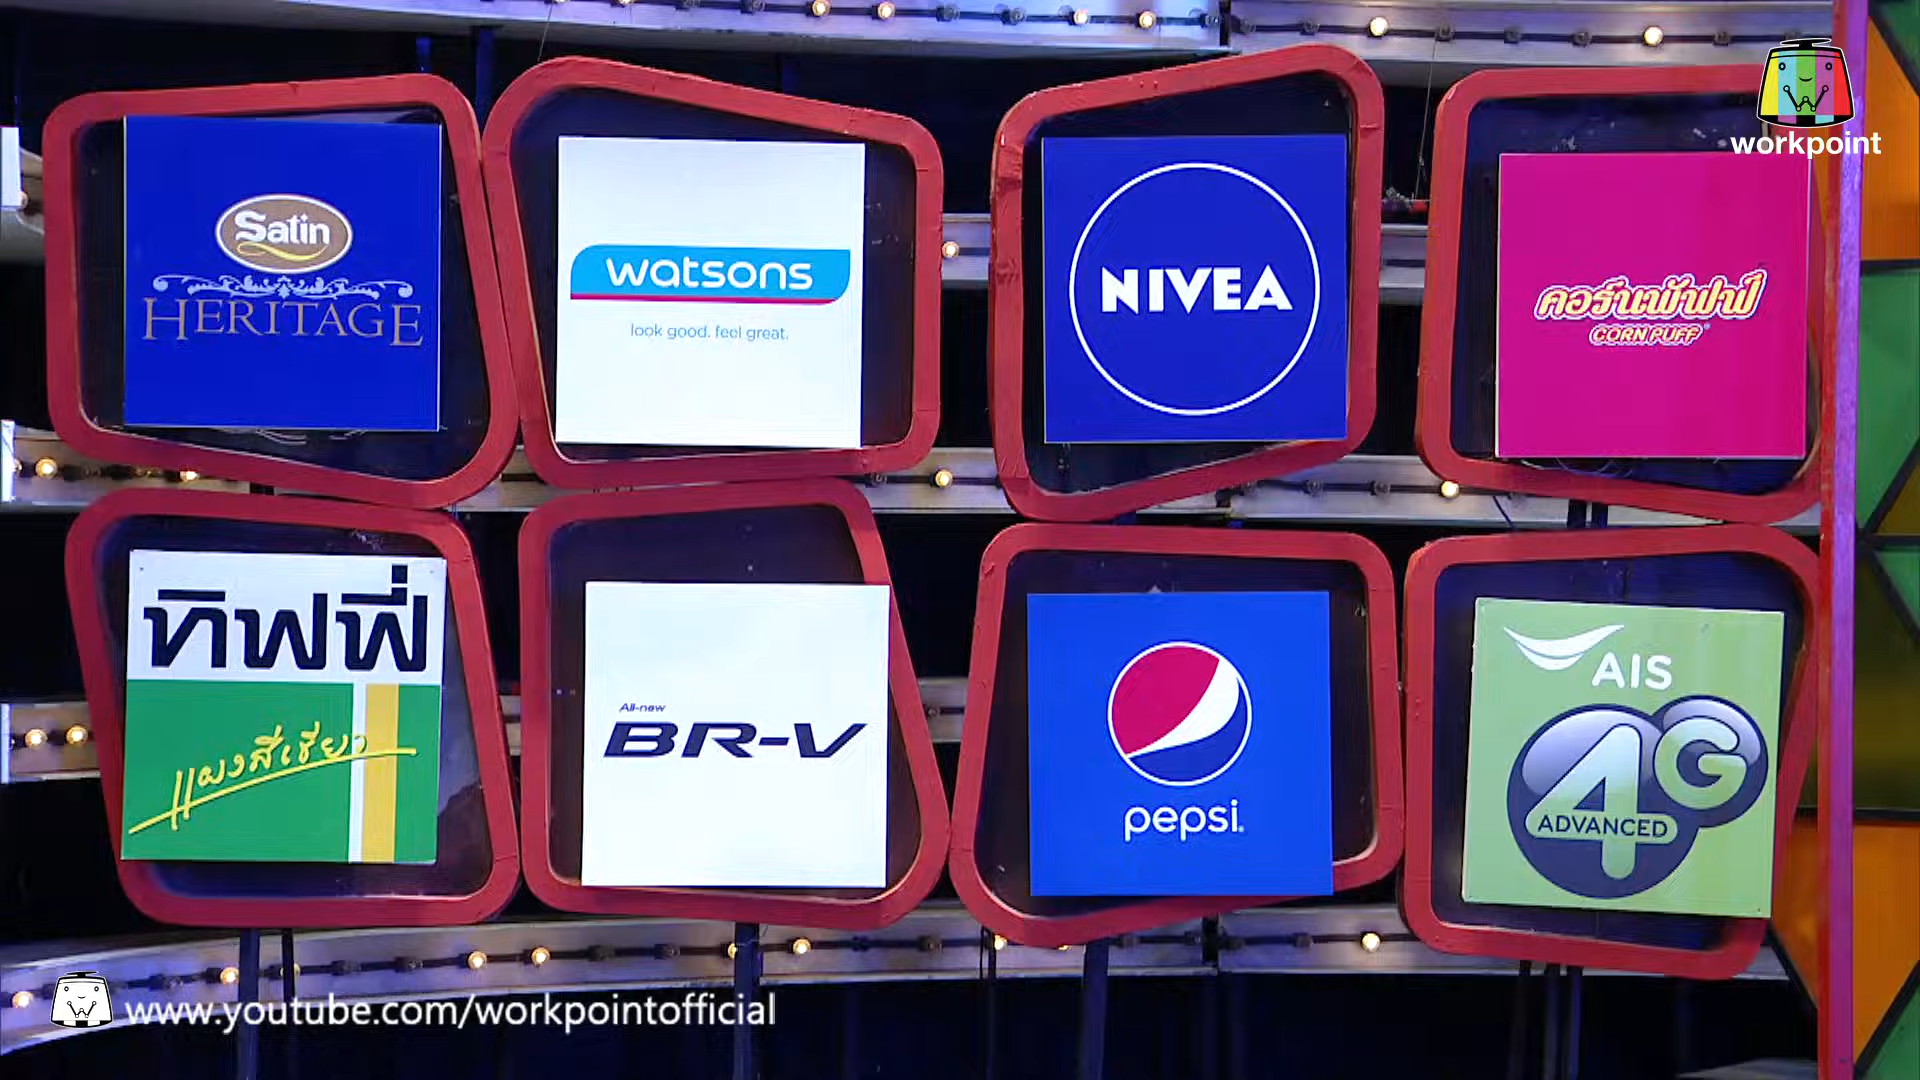 workpoint
Satin
HERITAGE
watsons
look good. feel great.
NIVEA
คอร์นพัฟฟ์
CORN PUFF
ทิฟฟี่
แผงสีเขียว
All-new
BR-V
pepsi
AIS
4G
ADVANCED
www.youtube.com/workpointofficial